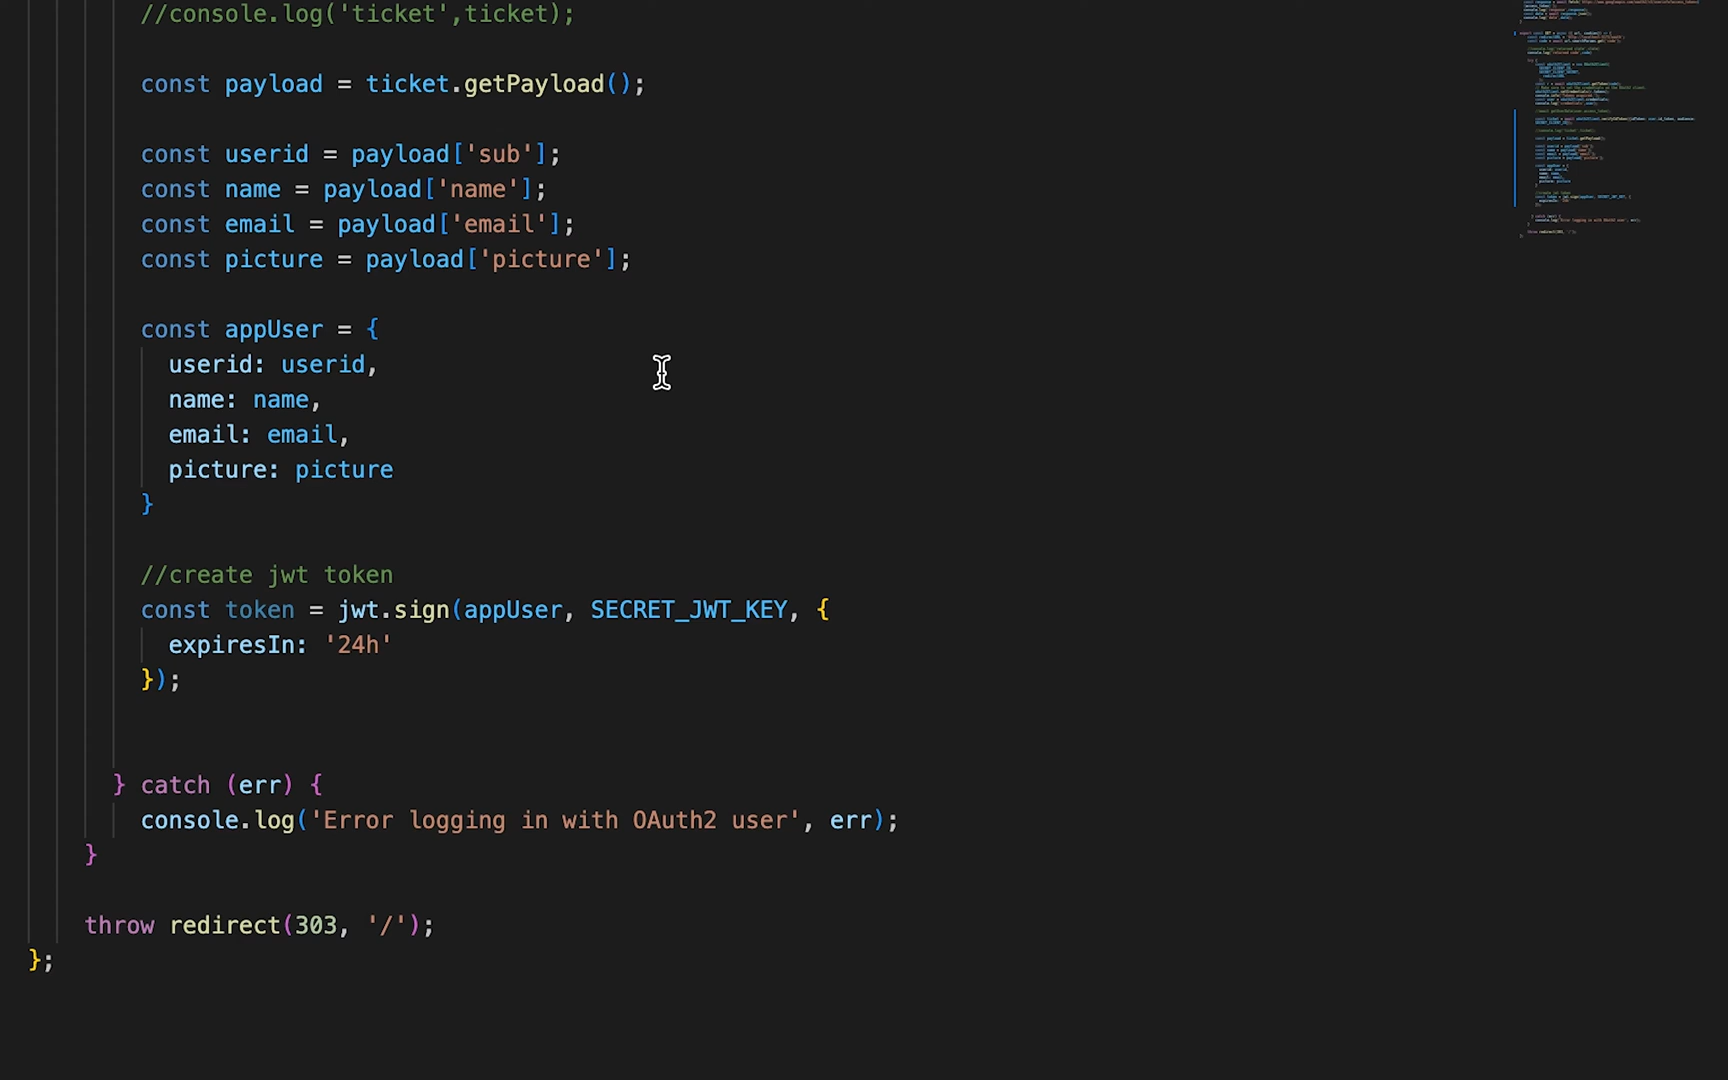 //console.log('ticket',ticket);
const payload = ticket.getPayload();
const userid = payload['sub'];
const name = payload['name'];
const email = payload['email'];
const picture = payload['picture'];
const appUser = {
userid: userid,
name: name,
email: email,
picture: picture
}
//create jwt token
const token = jwt.sign(appUser, SECRET_JWT_KEY, {
expiresIn: '24h'
});
} catch (err) {
console.log('Error logging in with OAuth2 user', err);
}
throw redirect(303, '/');
};